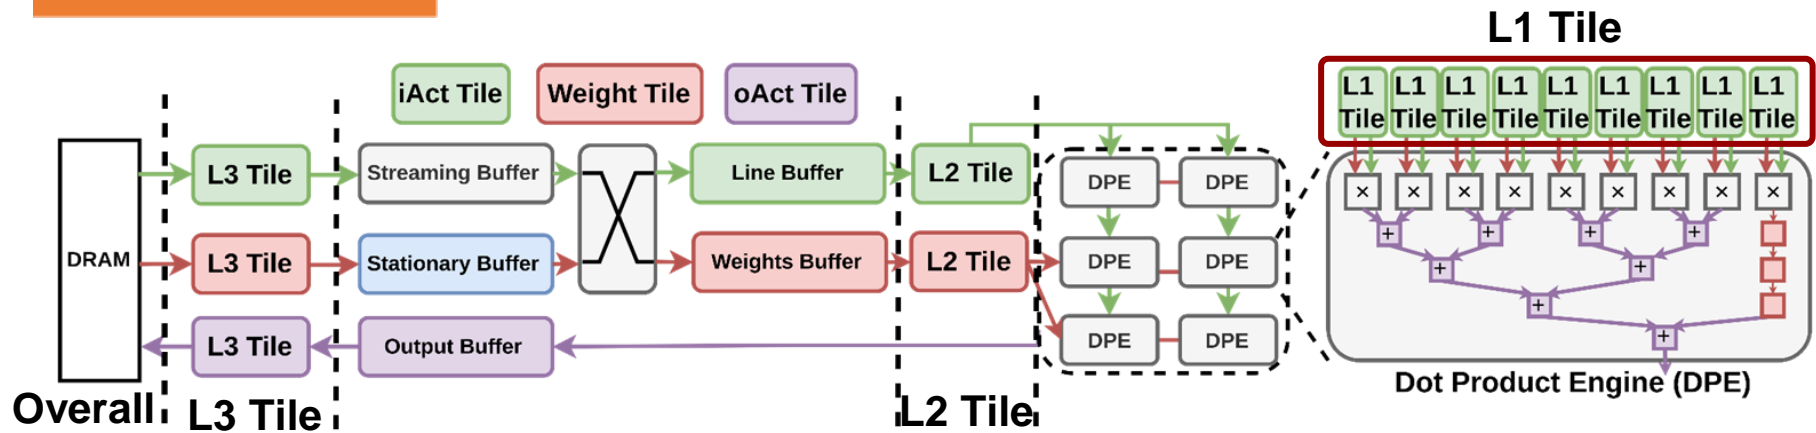 L1 Tile
iAct Tile
Weight Tile
oAct Tile
L1
Tile
L1
Tile
L1
Tile
L1
Tile
L1
Tile
L1
Tile
L1
Tile
L1
Tile
L1
Tile
DRAM
L3 Tile
Streaming Buffer
Line Buffer
L2 Tile
DPE
DPE
× × × × × × × × ×
+ + + +
L3 Tile
Stationary Buffer
Weights Buffer
L2 Tile
DPE
DPE
+ +
+
L3 Tile
Output Buffer
DPE
DPE
+
Dot Product Engine (DPE)
Overall
L3 Tile
L2 Tile